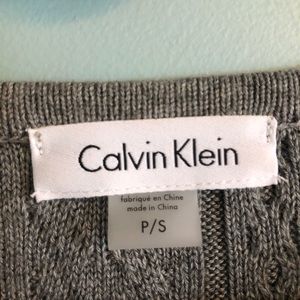 Calvin Klein
fabriqué en Chine
made in China
P/S